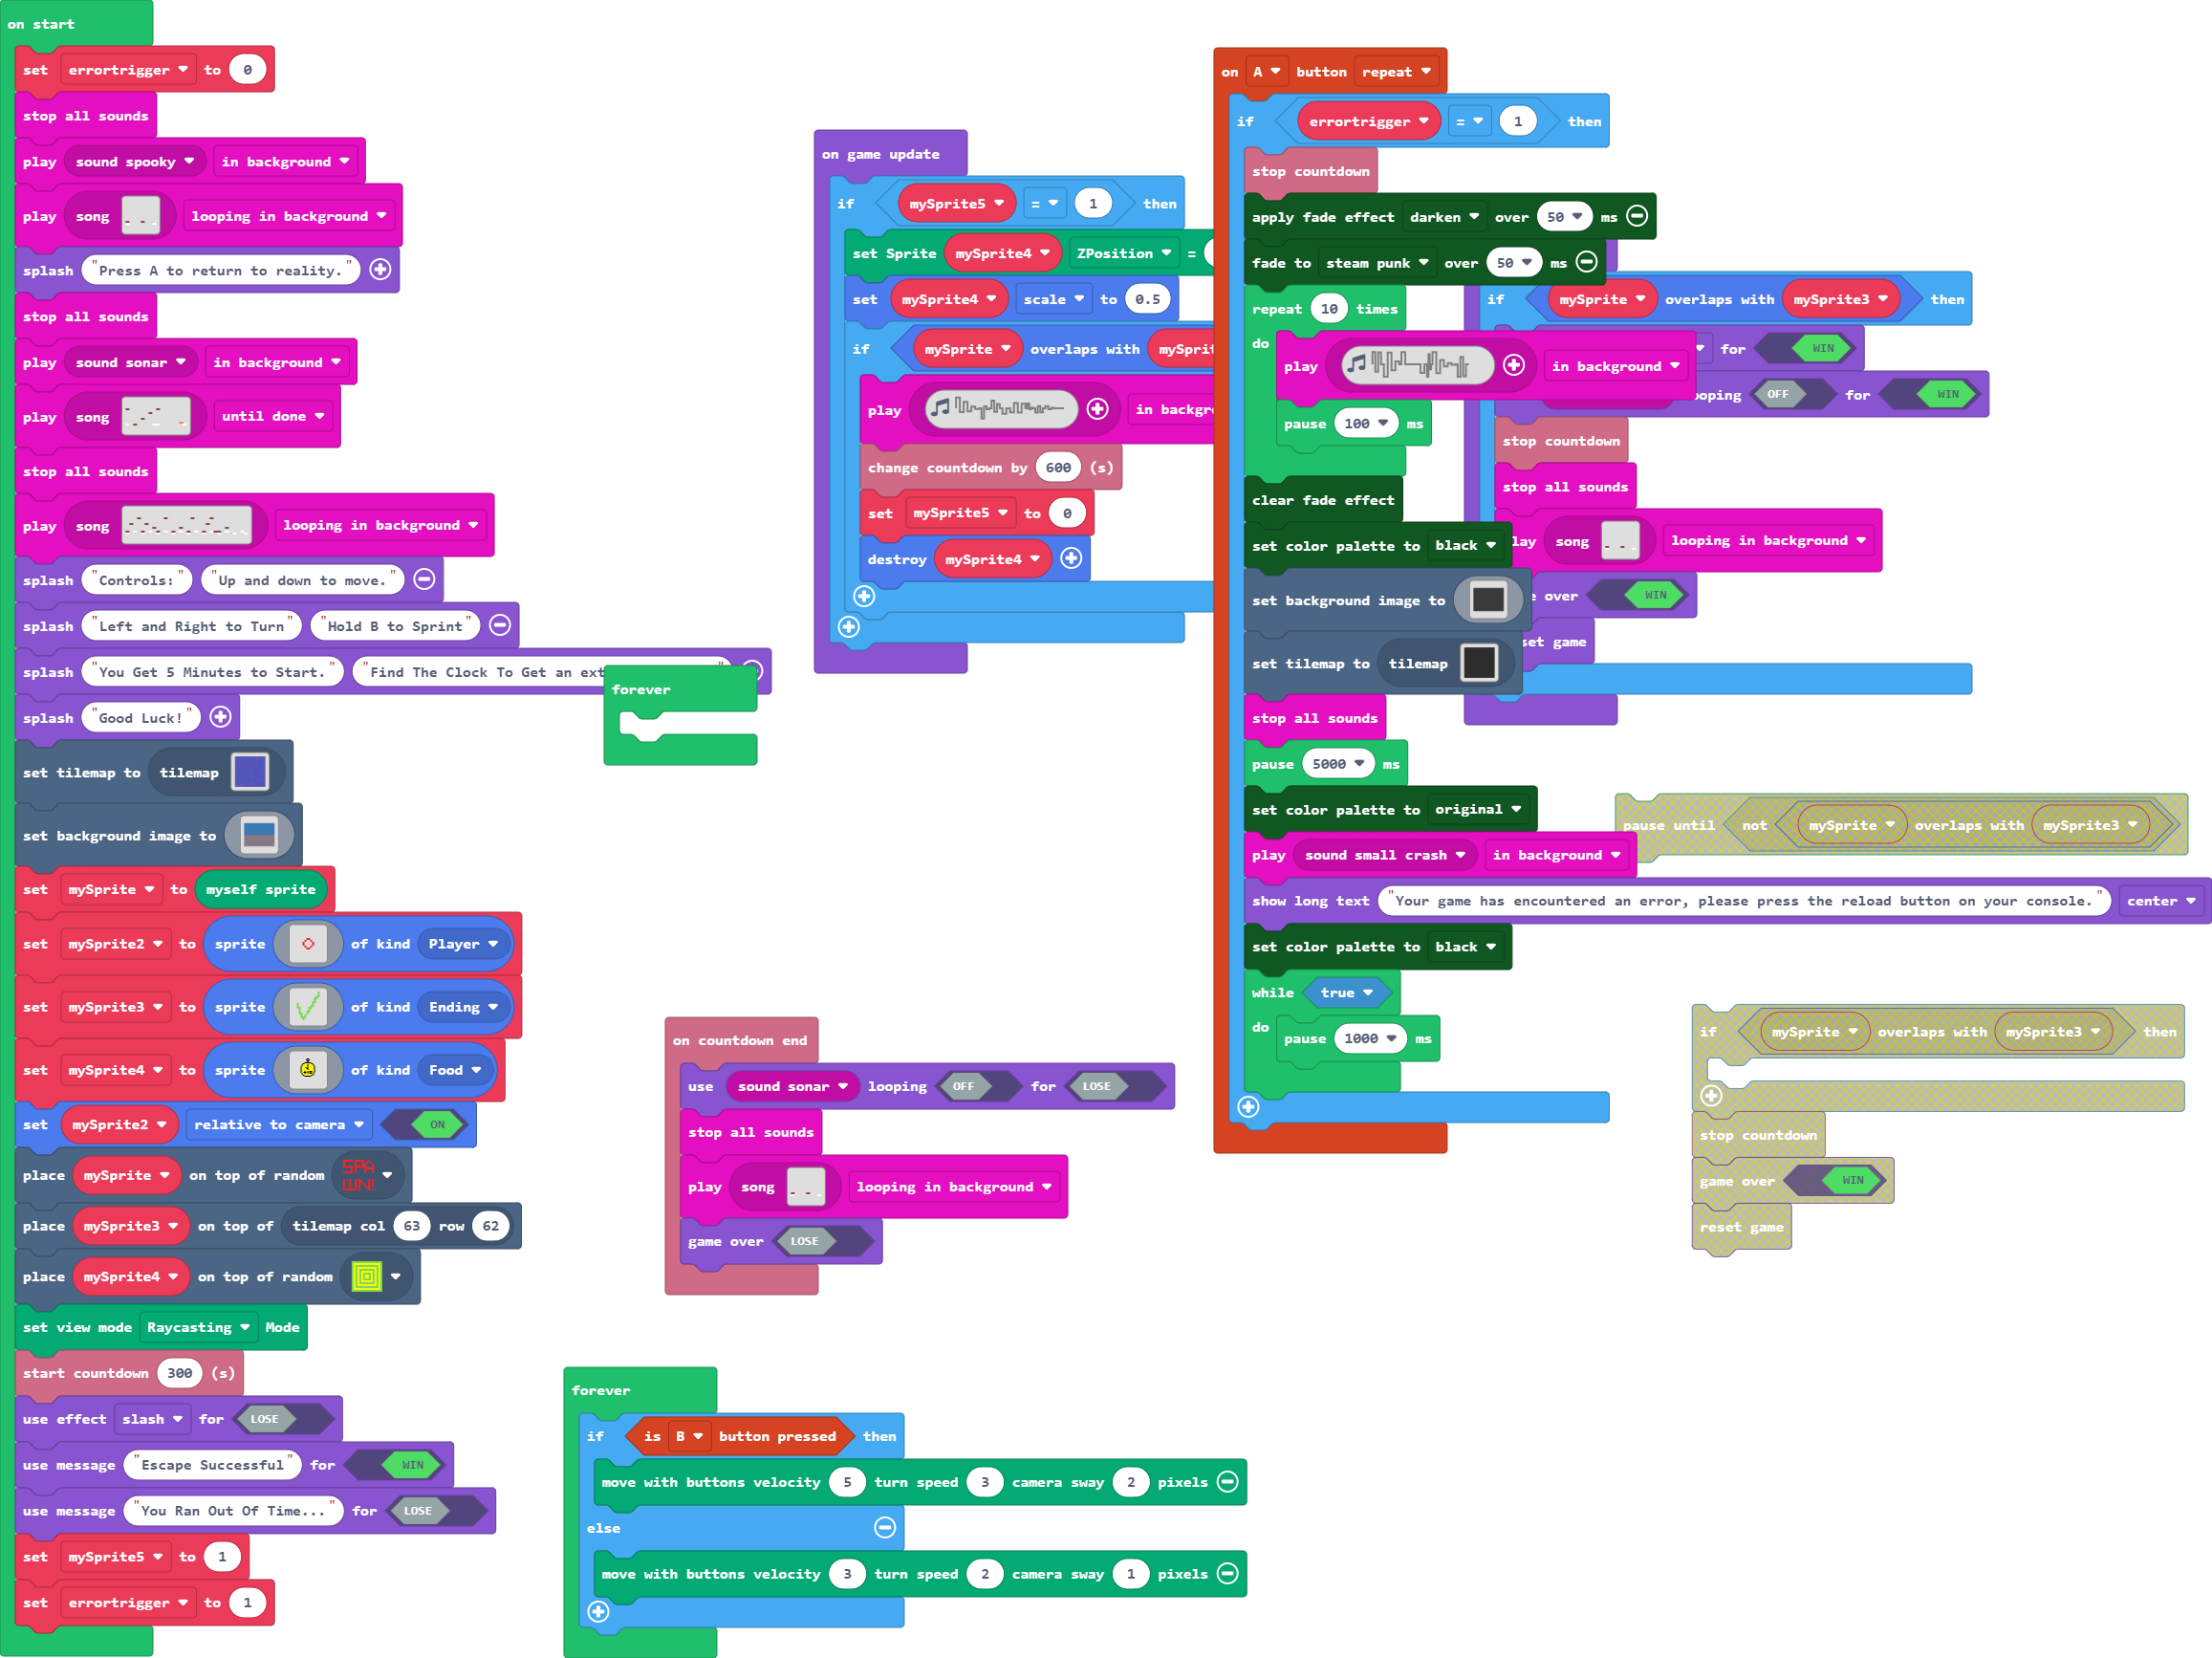 on start
set errortrigger to 0
stop all sounds
play sound spooky in background
play song looping in background
splash "Press A to return to reality."
stop all sounds
play sound sonar in background
play song until done
stop all sounds
play song looping in background
splash "Controls:" "Up and down to move."
splash "Left and Right to Turn" "Hold B to Sprint"
splash "You Get 5 Minutes to Start." "Find The Clock To Get an ext
splash "Good Luck!"
set tilemap to tilemap
set background image to
set mySprite to myself sprite
set mySprite2 to sprite of kind Player
set mySprite3 to sprite of kind Ending
set mySprite4 to sprite of kind Food
set mySprite2 relative to camera ON
place mySprite on top of random SPAWN!
place mySprite3 on top of tilemap col 63 row 62
place mySprite4 on top of random
set view mode Raycasting Mode
start countdown 300 (s)
use effect slash for LOSE
use message "Escape Successful" for WIN
use message "You Ran Out Of Time..." for LOSE
set mySprite5 to 1
set errortrigger to 1
forever
on game update
if mySprite5 = 1 then
set Sprite mySprite4 ZPosition =
set mySprite4 scale to 0.5
if mySprite overlaps with mySprit
play in backgr
change countdown by 600 (s)
set mySprite5 to 0
destroy mySprite4
on countdown end
use sound sonar looping OFF for LOSE
stop all sounds
play song looping in background
game over LOSE
forever
if is B button pressed then
move with buttons velocity 5 turn speed 3 camera sway 2 pixels
else
move with buttons velocity 3 turn speed 2 camera sway 1 pixels
on A button repeat
if errortrigger = 1 then
stop countdown
apply fade effect darken over 50 ms
fade to steam punk over 50 ms
repeat 10 times
do
play in background
pause 100 ms
clear fade effect
set color palette to black
set background image to
set tilemap to tilemap
stop all sounds
pause 5000 ms
set color palette to original
play sound small crash in background
show long text "Your game has encountered an error, please press the reload button on your console." center
set color palette to black
while true
do
pause 1000 ms
if mySprite overlaps with mySprite3 then
for WIN
ooping OFF for WIN
stop countdown
stop all sounds
lay song looping in background
e over WIN
set game
pause until not mySprite overlaps with mySprite3
if mySprite overlaps with mySprite3 then
stop countdown
game over WIN
reset game